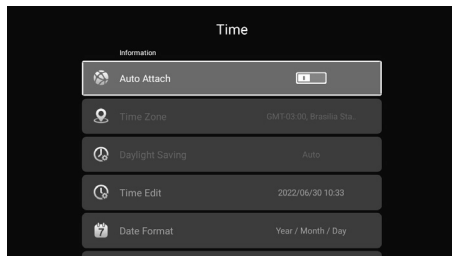 Time
Information
Auto Attach
Time Zone GMT-03:00, Brasilia Sta.
Daylight Saving Auto
Time Edit 2022/06/30 10:33
7 Date Format Year / Month / Day